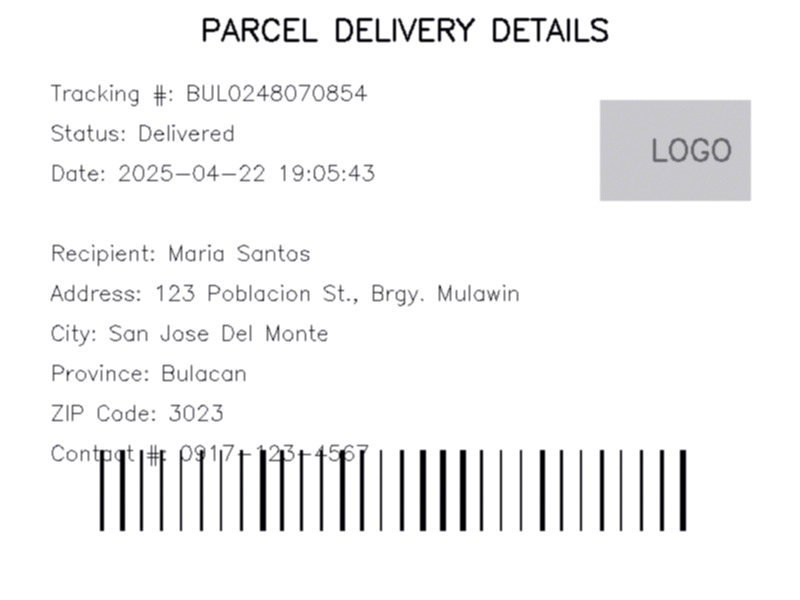 PARCEL DELIVERY DETAILS
Tracking #: BUL0248070854
Status: Delivered
Date: 2025-04-22 19:05:43
LOGO
Recipient: Maria Santos
Address: 123 Poblacion St., Brgy. Mulawin
City: San Jose Del Monte
Province: Bulacan
ZIP Code: 3023
Contact #: 0917-123-4567